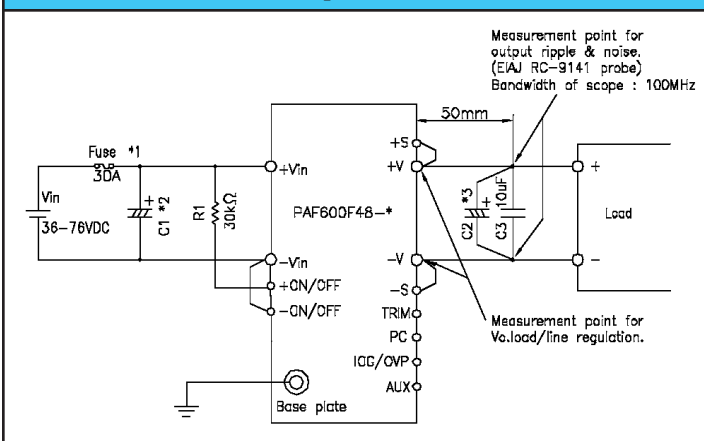 Measurement point for
output ripple & noise.
(EIAJ RC-9141 probe)
Bandwidth of scope : 100MHz
50mm
Fuse *1
30A
+Vin
Vin
36-76VDC
C1 *2
R1
30kΩ
PAF600F48-*
-Vin
+ON/OFF
-ON/OFF
Base plate
+S
+V
-V
-S
TRIM
PC
IOG/OVP
AUX
+
C2 *3
+
C3 10uF
+
Load
-
Measurement point for
Vo.load/line regulation.